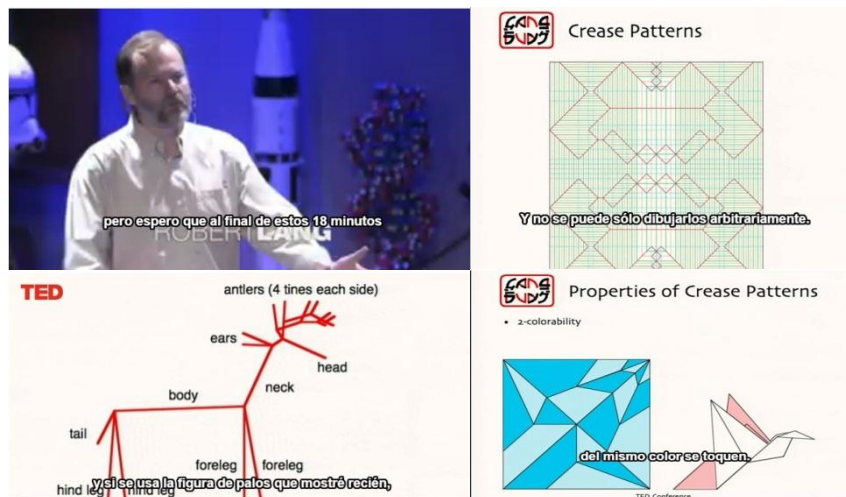 pero espero que al final de estos 18 minutos
ROBERT LANG
Crease Patterns
Y no se puede sólo dibujarlos arbitrariamente.
TED
antlers (4 tines each side)
ears
head
neck
body
tail
foreleg foreleg
hind leg hind leg
y si se usa la figura de palos que mostré recién,
Properties of Crease Patterns
• 2-colorability
del mismo color se toquen.
TED Conference